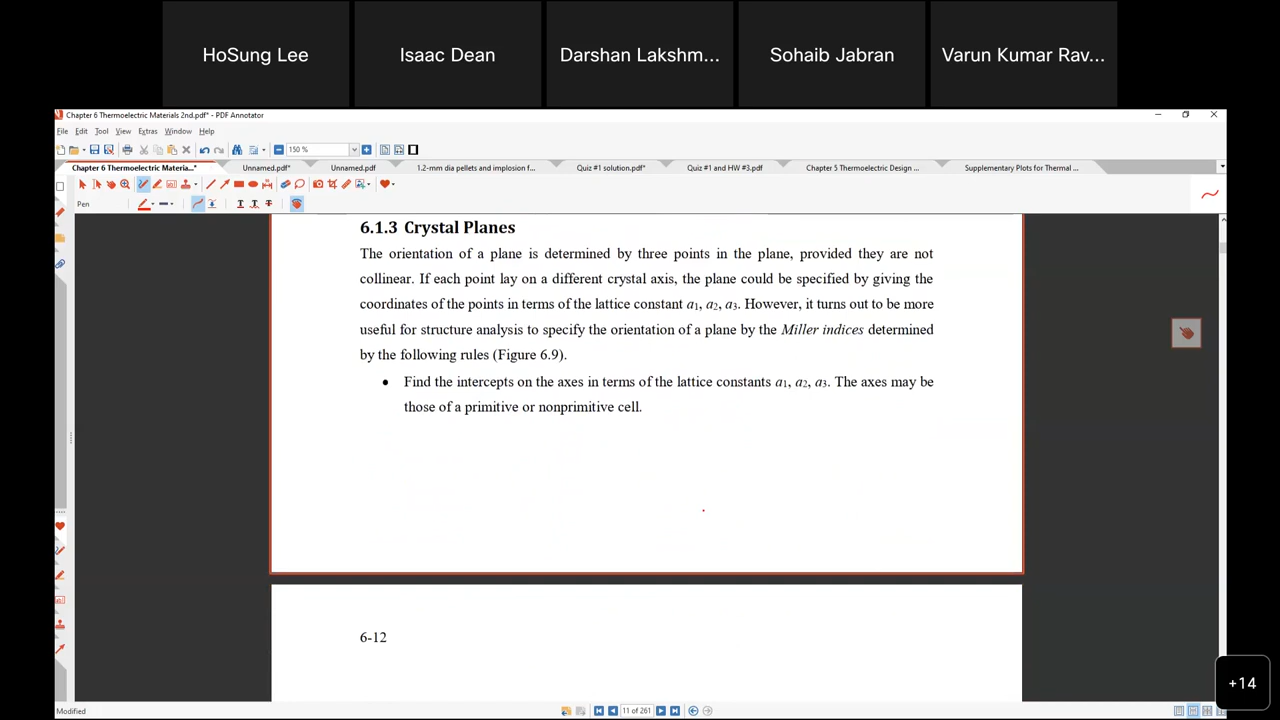 HoSung Lee
Isaac Dean
Darshan Lakshm...
Sohaib Jabran
Varun Kumar Rav...
Chapter 6 Thermoelectric Materials 2nd.pdf* - PDF Annotator
File Edit Tool View Extras Window Help
150 %
Chapter 6 Thermoelectric Materia...*
Unnamed.pdf*
Unnamed.pdf
1.2-mm dia pellets and implosion f...
Quiz #1 solution.pdf*
Quiz #1 and HW #3.pdf
Chapter 5 Thermoelectric Design ...
Supplementary Plots for Thermal ...
Pen
6.1.3 Crystal Planes
The orientation of a plane is determined by three points in the plane, provided they are not
collinear. If each point lay on a different crystal axis, the plane could be specified by giving the
coordinates of the points in terms of the lattice constant a1, a2, a3. However, it turns out to be more
useful for structure analysis to specify the orientation of a plane by the Miller indices determined
by the following rules (Figure 6.9).
• Find the intercepts on the axes in terms of the lattice constants a1, a2, a3. The axes may be
those of a primitive or nonprimitive cell.
6-12
+14
Modified
11 of 261